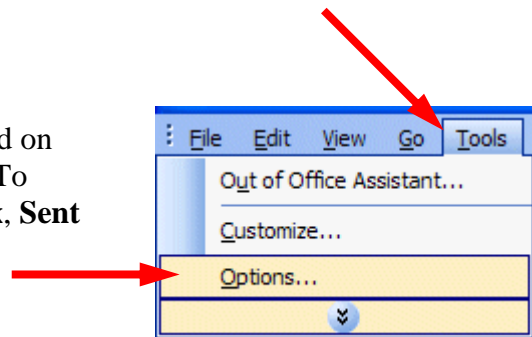 File Edit View Go Tools
d on
To
x, Sent
Out of Office Assistant...
Customize...
Options...